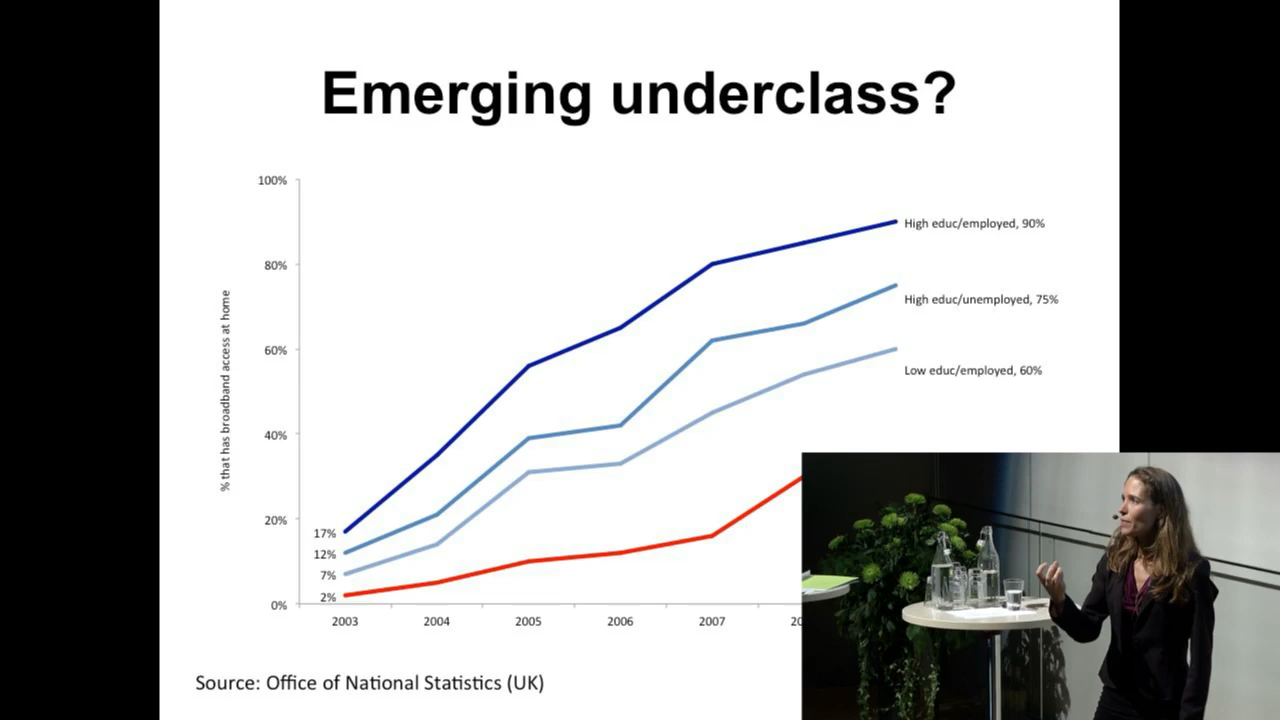 Emerging underclass?
100%
80%
60%
40%
20%
0%
% that has broadband access at home
High educ/employed, 90%
High educ/unemployed, 75%
Low educ/employed, 60%
17%
12%
7%
2%
2003
2004
2005
2006
2007
Source: Office of National Statistics (UK)